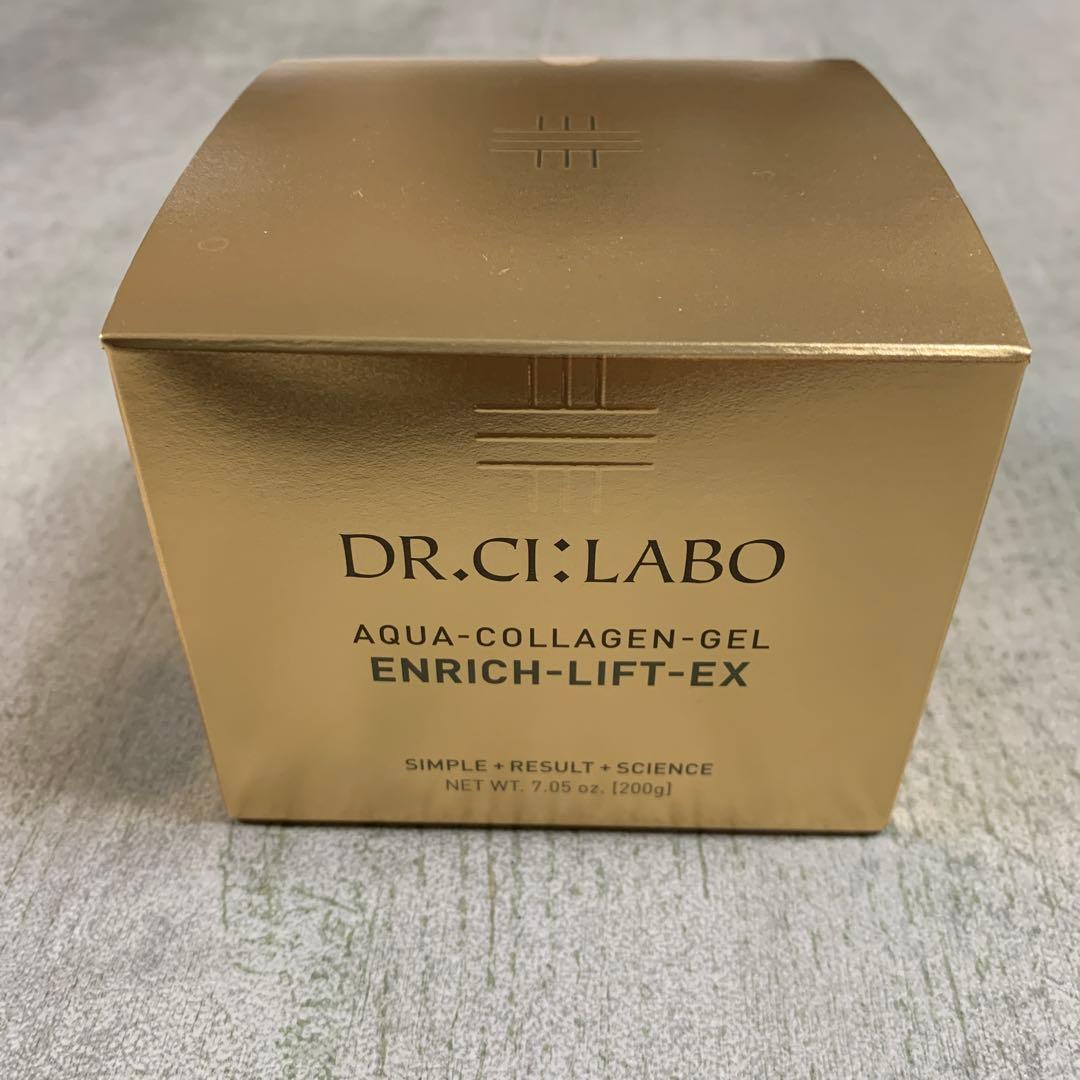 DR.CI:LABO
AQUA-COLLAGEN-GEL
ENRICH-LIFT-EX
SIMPLE + RESULT + SCIENCE
NET WT. 7.05 oz. [200g]